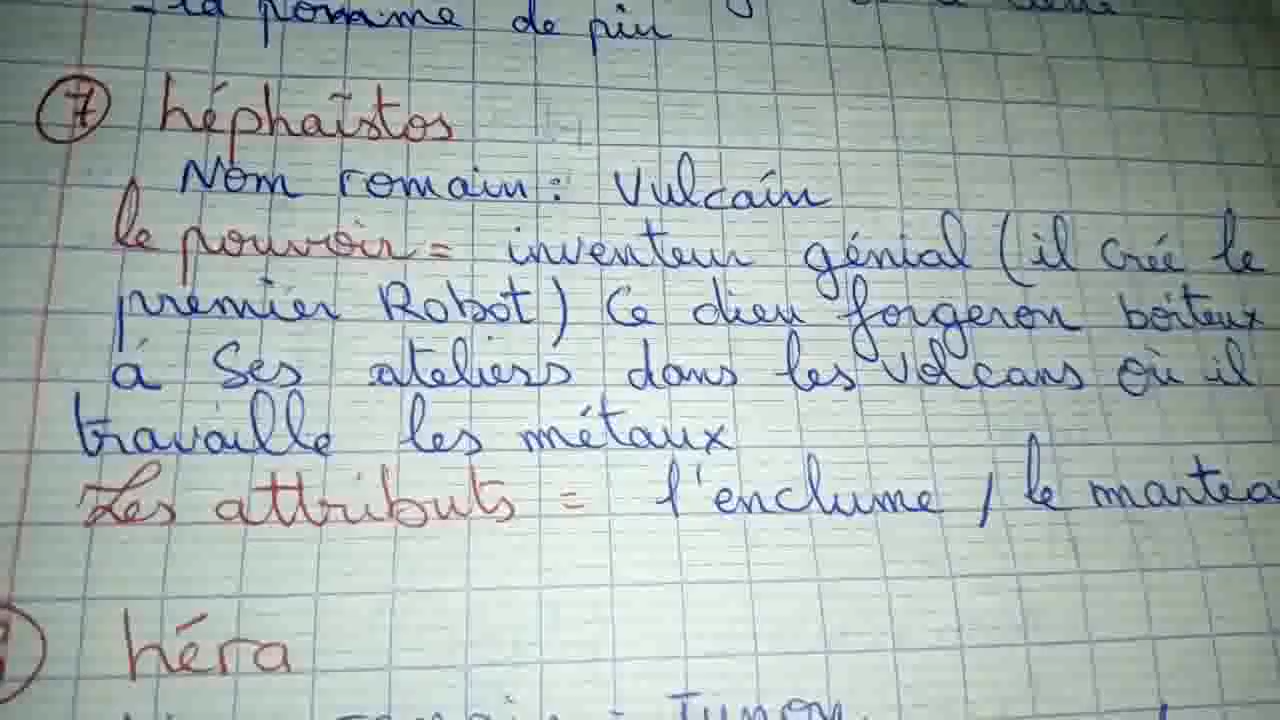 - la pomme de pin
7 héphaïstos
Nom romain : Vulcain
le pouvoir = inventeur génial (il crée le
premier Robot) Ce dieu forgeron boiteux
à Ses ateliers dans les volcans où il
travaille les métaux
Les attributs = l'enclume / le martea
héra
romain : Junon